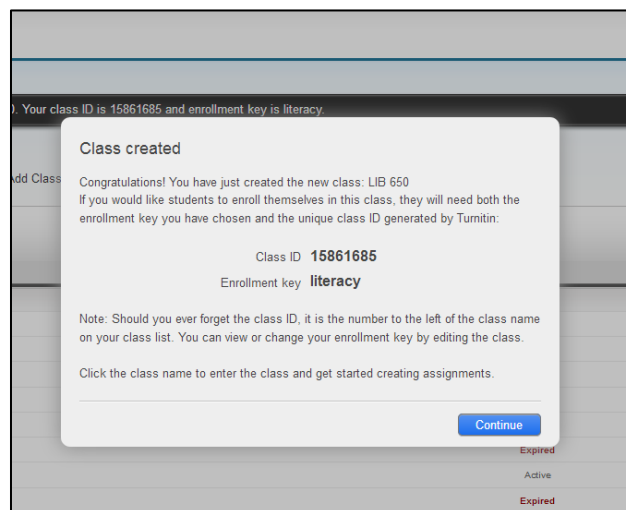 ). Your class ID is 15861685 and enrollment key is literacy.
Add Class
Class created
Congratulations! You have just created the new class: LIB 650
If you would like students to enroll themselves in this class, they will need both the
enrollment key you have chosen and the unique class ID generated by Turnitin:
Class ID 15861685
Enrollment key literacy
Note: Should you ever forget the class ID, it is the number to the left of the class name
on your class list. You can view or change your enrollment key by editing the class.
Click the class name to enter the class and get started creating assignments.
Continue
Expired
Active
Expired